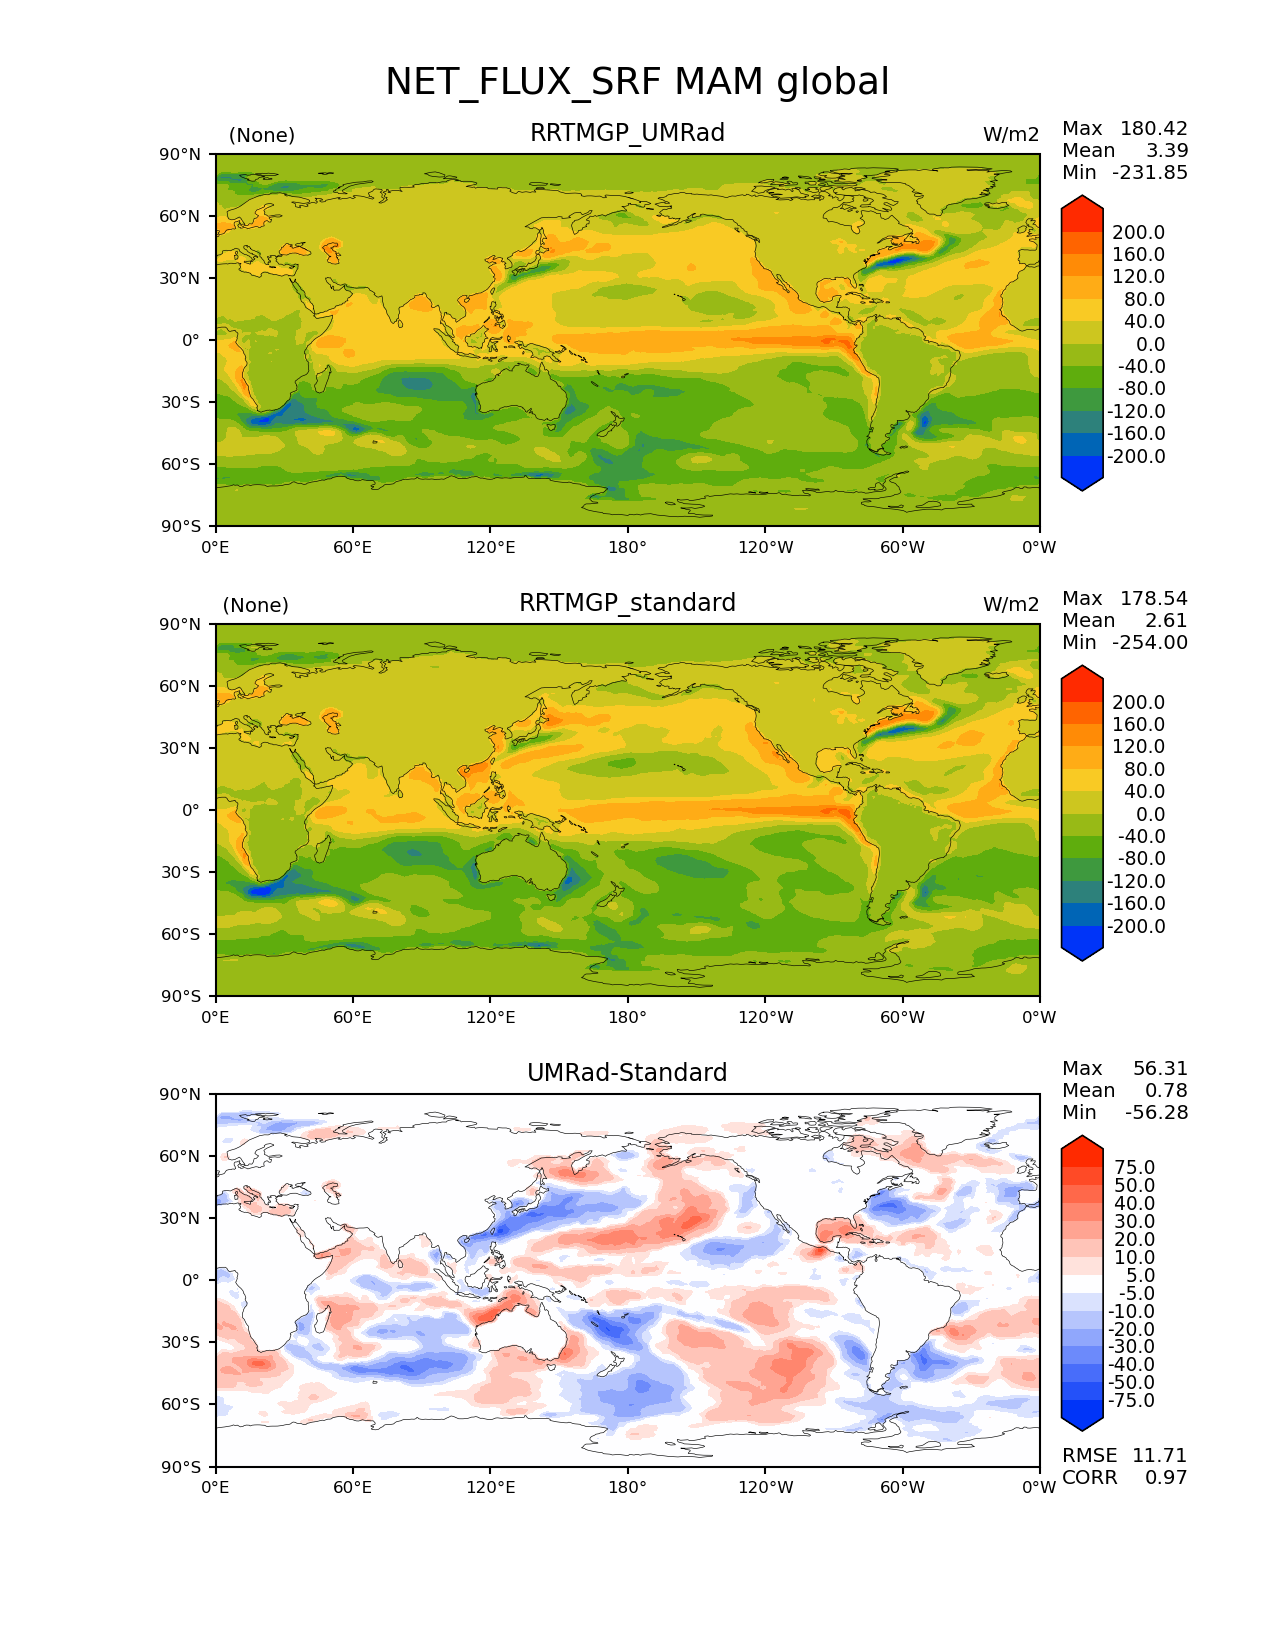 NET_FLUX_SRF MAM global
(None) RRTMGP_UMRad W/m2
Max 180.42
Mean 3.39
Min -231.85
90°N
60°N
30°N
0°
30°S
60°S
90°S
0°E 60°E 120°E 180° 120°W 60°W 0°W
200.0
160.0
120.0
80.0
40.0
0.0
-40.0
-80.0
-120.0
-160.0
-200.0
(None) RRTMGP_standard W/m2
Max 178.54
Mean 2.61
Min -254.00
90°N
60°N
30°N
0°
30°S
60°S
90°S
0°E 60°E 120°E 180° 120°W 60°W 0°W
200.0
160.0
120.0
80.0
40.0
0.0
-40.0
-80.0
-120.0
-160.0
-200.0
UMRad-Standard
Max 56.31
Mean 0.78
Min -56.28
90°N
60°N
30°N
0°
30°S
60°S
90°S
0°E 60°E 120°E 180° 120°W 60°W 0°W
75.0
50.0
40.0
30.0
20.0
10.0
5.0
-5.0
-10.0
-20.0
-30.0
-40.0
-50.0
-75.0
RMSE 11.71
CORR 0.97